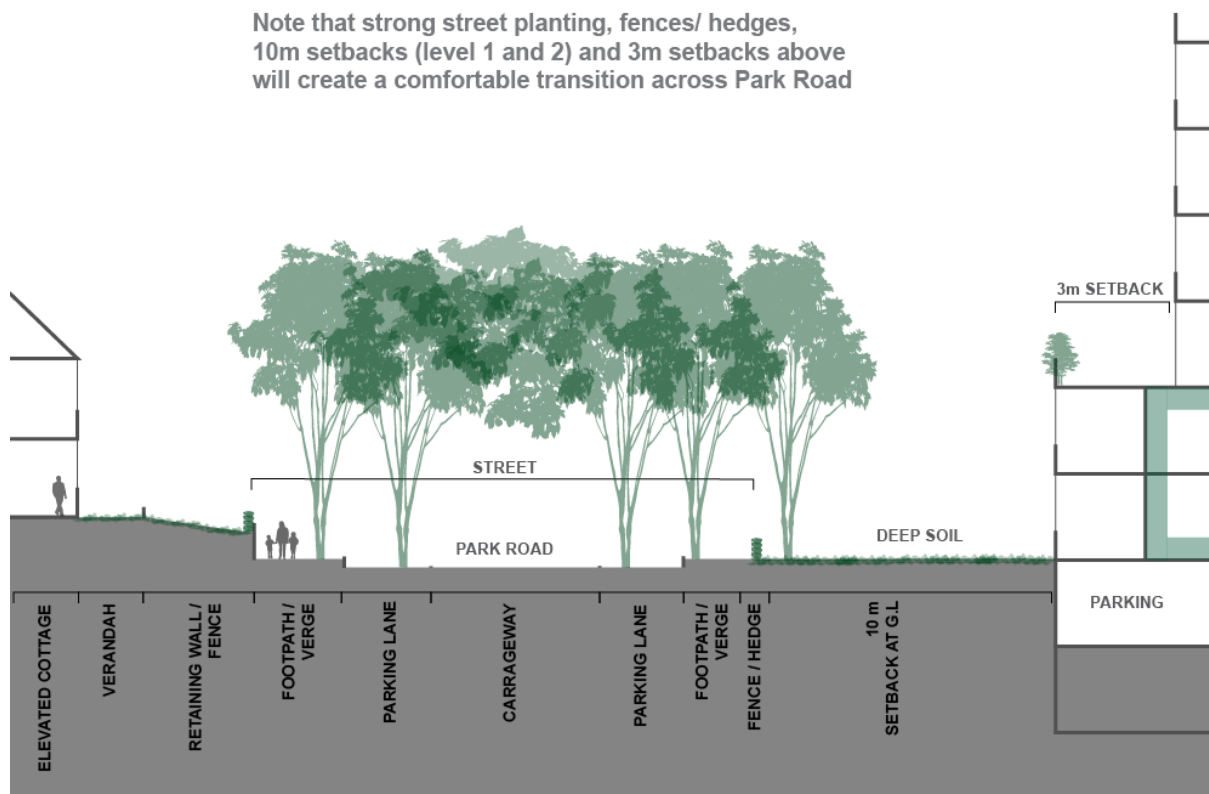 Note that strong street planting, fences/ hedges,
10m setbacks (level 1 and 2) and 3m setbacks above
will create a comfortable transition across Park Road
3m SETBACK
STREET
PARK ROAD
DEEP SOIL
PARKING
ELEVATED COTTAGE
VERANDAH
RETAINING WALL/
FENCE
FOOTPATH /
VERGE
PARKING LANE
CARRAGEWAY
PARKING LANE
FOOTPATH /
VERGE
FENCE / HEDGE
10 m
SETBACK AT G.L